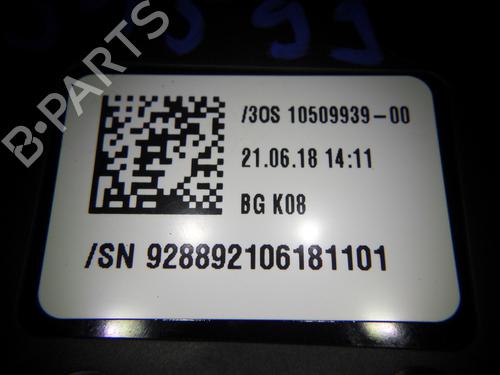 B-PARTS
/3OS 10509939-00
21.06.18 14:11
BG K08
/SN 928892106181101